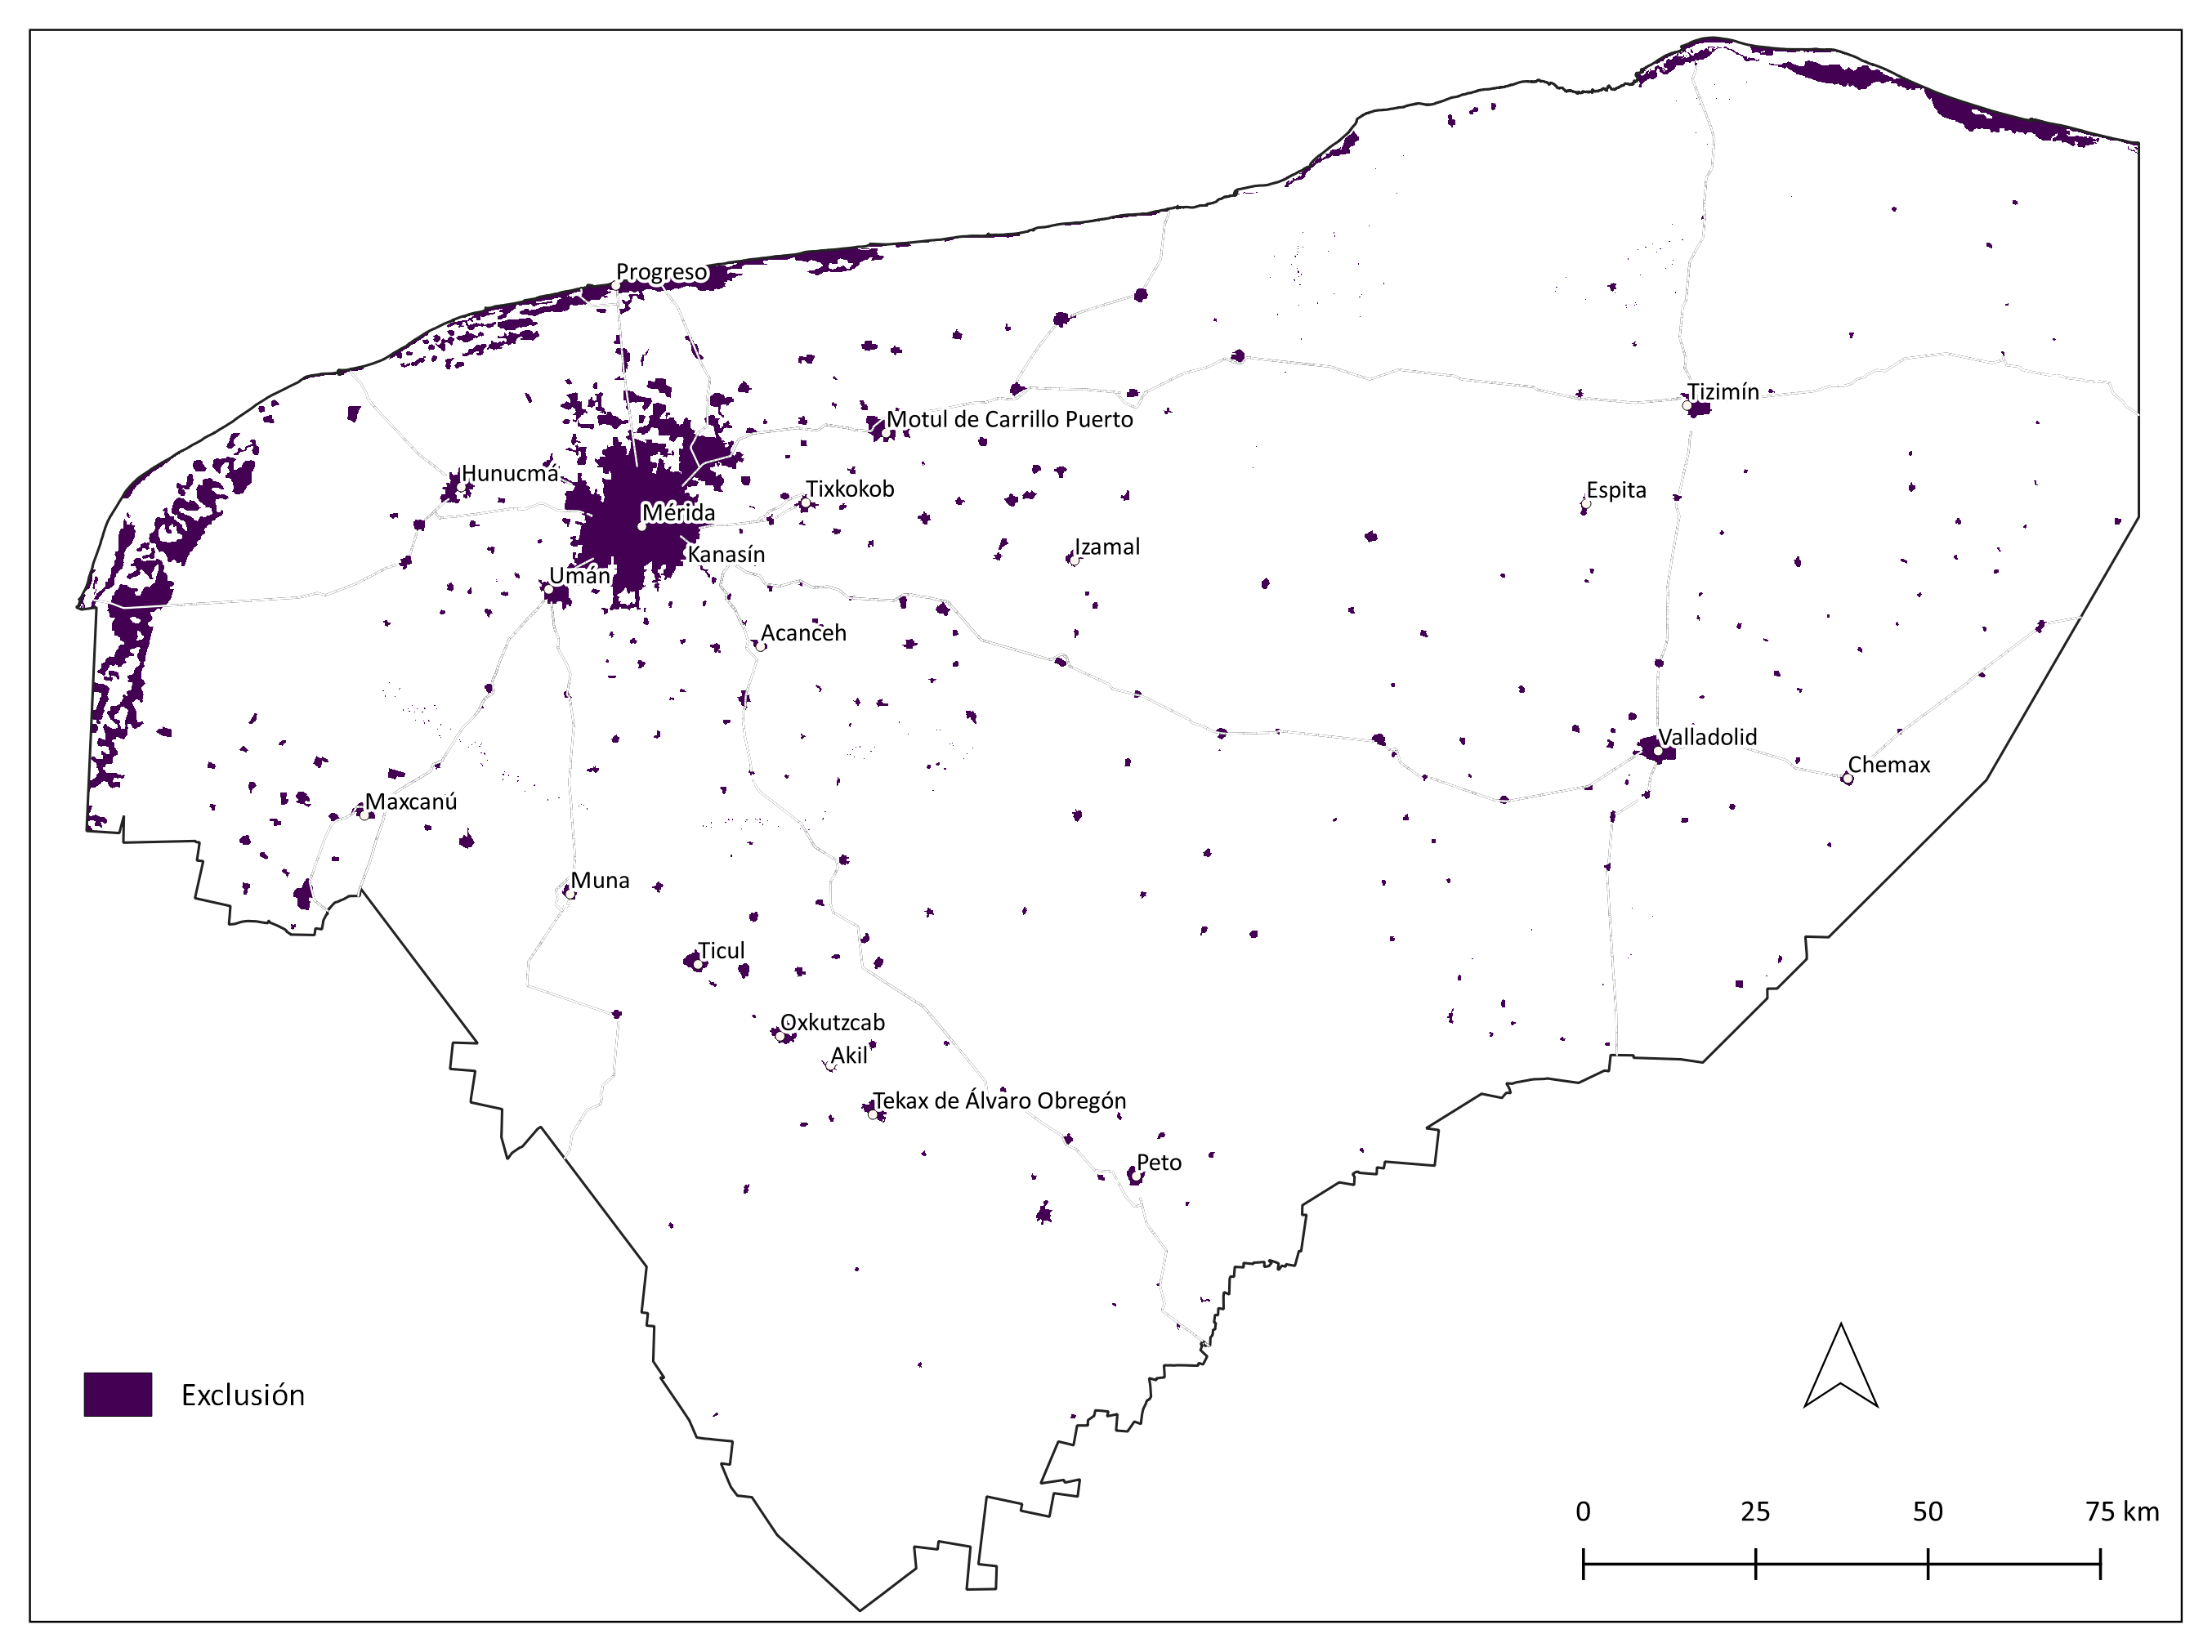 Progreso
Tizimín
Motul de Carrillo Puerto
Hunucmá
Tixkokob
Espita
Mérida
Izamal
Kanasín
Umán
Acanceh
Valladolid
Chemax
Maxcanú
Muna
Ticul
Oxkutzcab
Akil
Tekax de Álvaro Obregón
Peto
Exclusión
0 25 50 75 km